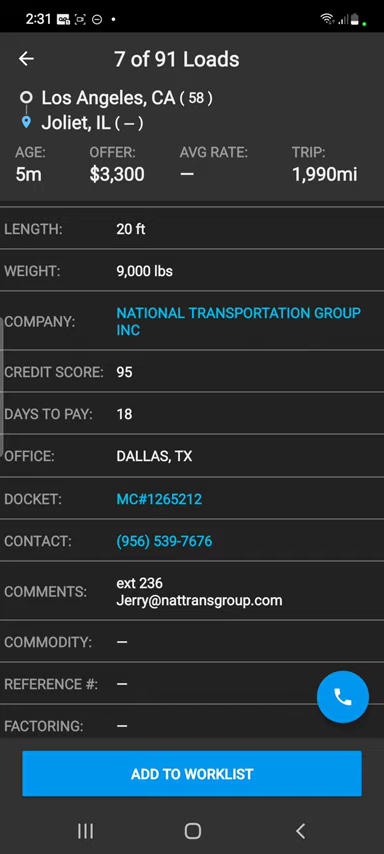 2:31
7 of 91 Loads
Los Angeles, CA ( 58 )
Joliet, IL ( – )
AGE: OFFER: AVG RATE: TRIP:
5m $3,300 – 1,990mi
LENGTH: 20 ft
WEIGHT: 9,000 lbs
COMPANY: NATIONAL TRANSPORTATION GROUP
INC
CREDIT SCORE: 95
DAYS TO PAY: 18
OFFICE: DALLAS, TX
DOCKET: MC#1265212
CONTACT: (956) 539-7676
COMMENTS: ext 236
Jerry@nattransgroup.com
COMMODITY: –
REFERENCE #: –
FACTORING: –
ADD TO WORKLIST